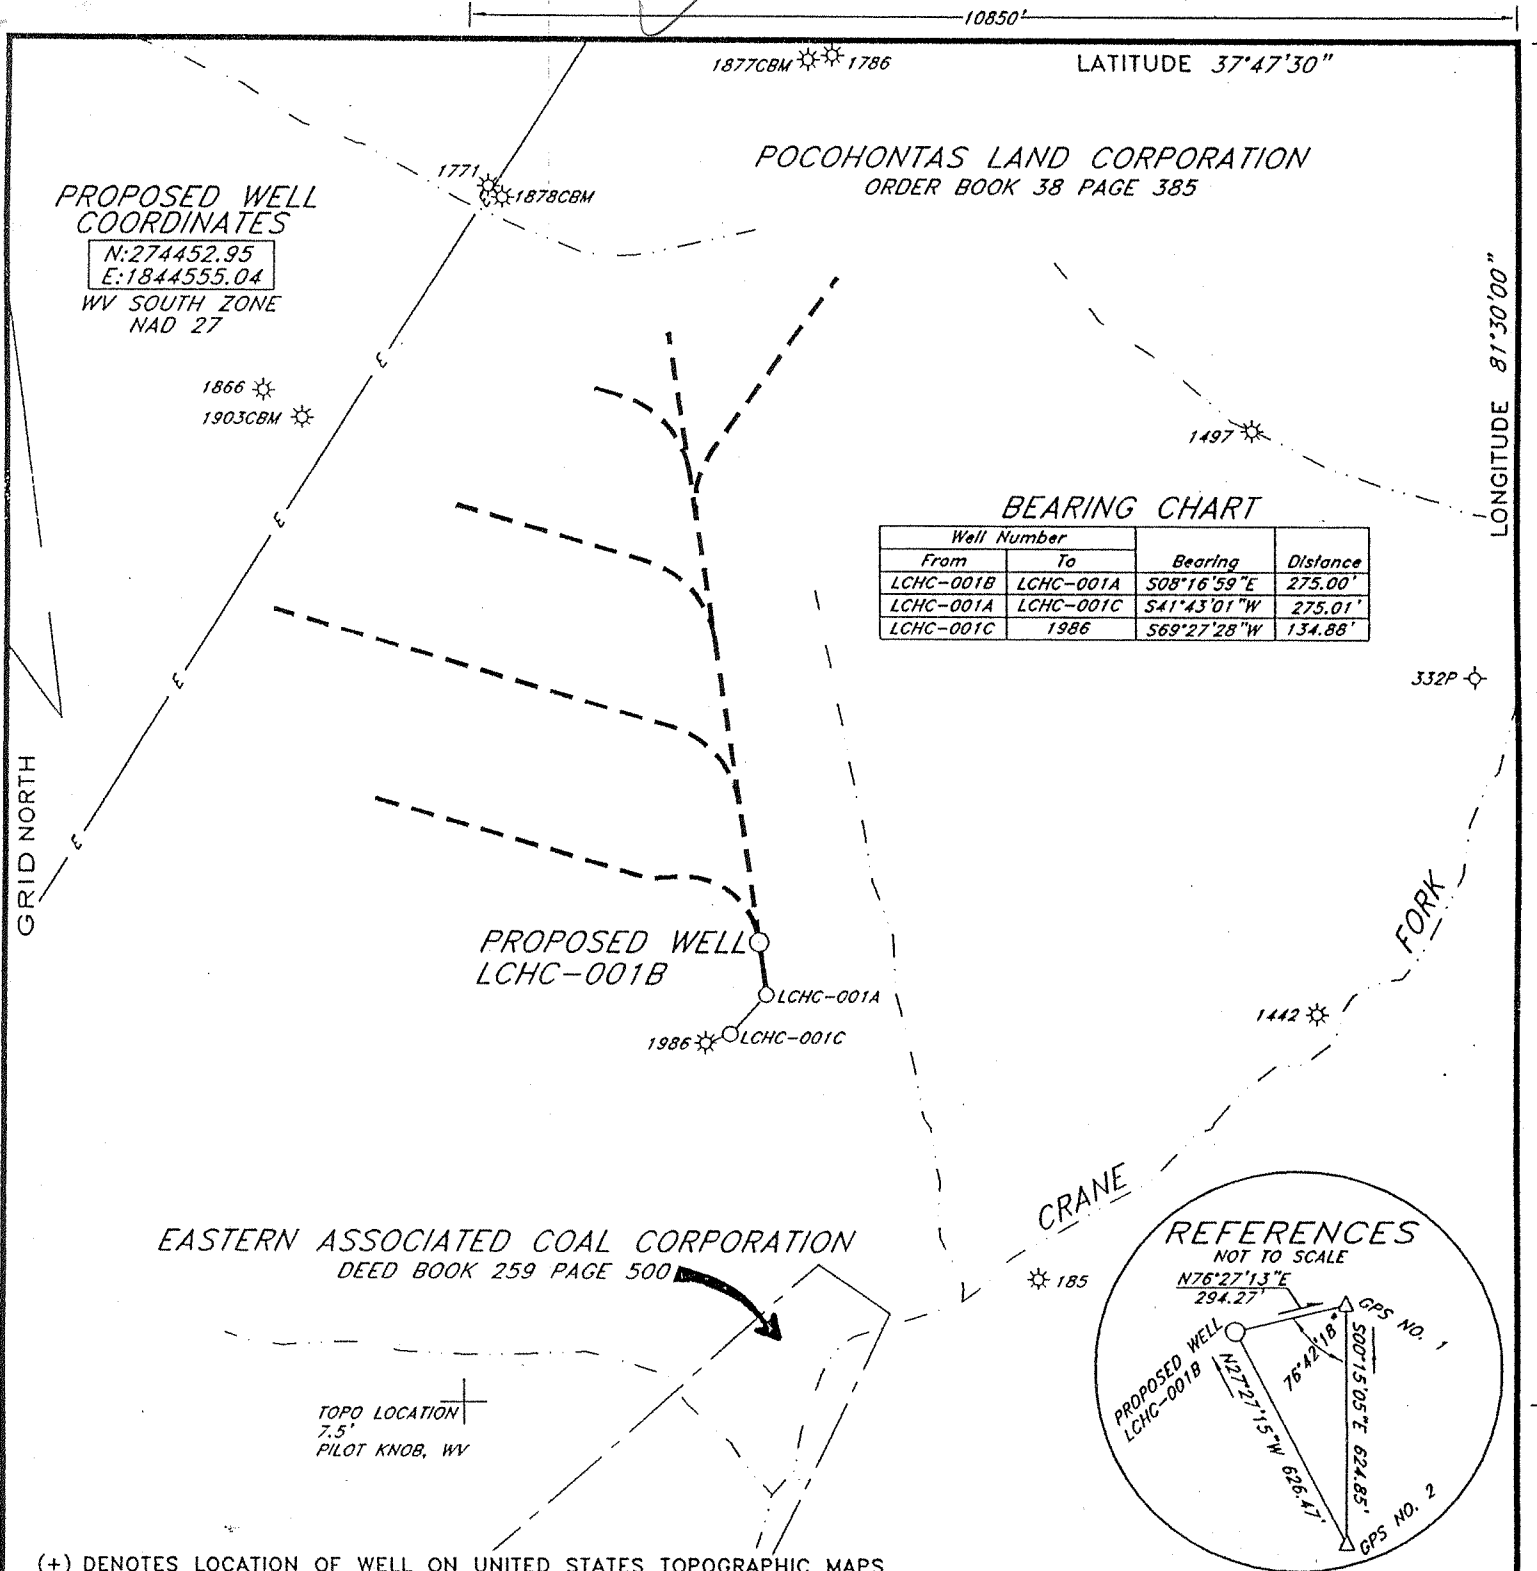 10850'
1877CBM 1786
LATITUDE 37°47'30"
POCOHONTAS LAND CORPORATION
ORDER BOOK 38 PAGE 385
1771
1878CBM
PROPOSED WELL
COORDINATES
N:274452.95
E:1844555.04
WV SOUTH ZONE
NAD 27
LONGITUDE 81°30'00"
1866
1903CBM
E
E
E
E
E
1497
BEARING CHART
Well Number
From To Bearing Distance
LCHC-001B LCHC-001A S08°16'59"E 275.00'
LCHC-001A LCHC-001C S41°43'01"W 275.01'
LCHC-001C 1986 S69°27'28"W 134.88'
332P
GRID NORTH
PROPOSED WELL
LCHC-001B
LCHC-001A
LCHC-001C
1986
1442
CRANE FORK
185
EASTERN ASSOCIATED COAL CORPORATION
DEED BOOK 259 PAGE 500
REFERENCES
NOT TO SCALE
N76°27'13"E
294.27'
GPS NO. 1
PROPOSED WELL
LCHC-001B
76°42'18"
S00°15'05"E 624.85'
N27°27'15"W 626.47'
GPS NO. 2
TOPO LOCATION
7.5'
PILOT KNOB, WV
(+) DENOTES LOCATION OF WELL ON UNITED STATES TOPOGRAPHIC MAPS